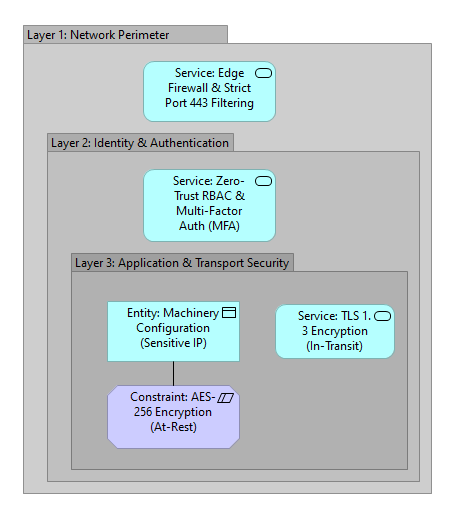 Layer 1: Network Perimeter
Service: Edge
Firewall & Strict
Port 443 Filtering
Layer 2: Identity & Authentication
Service: Zero-
Trust RBAC &
Multi-Factor
Auth (MFA)
Layer 3: Application & Transport Security
Entity: Machinery
Configuration
(Sensitive IP)
Service: TLS 1.
3 Encryption
(In-Transit)
Constraint: AES-
256 Encryption
(At-Rest)